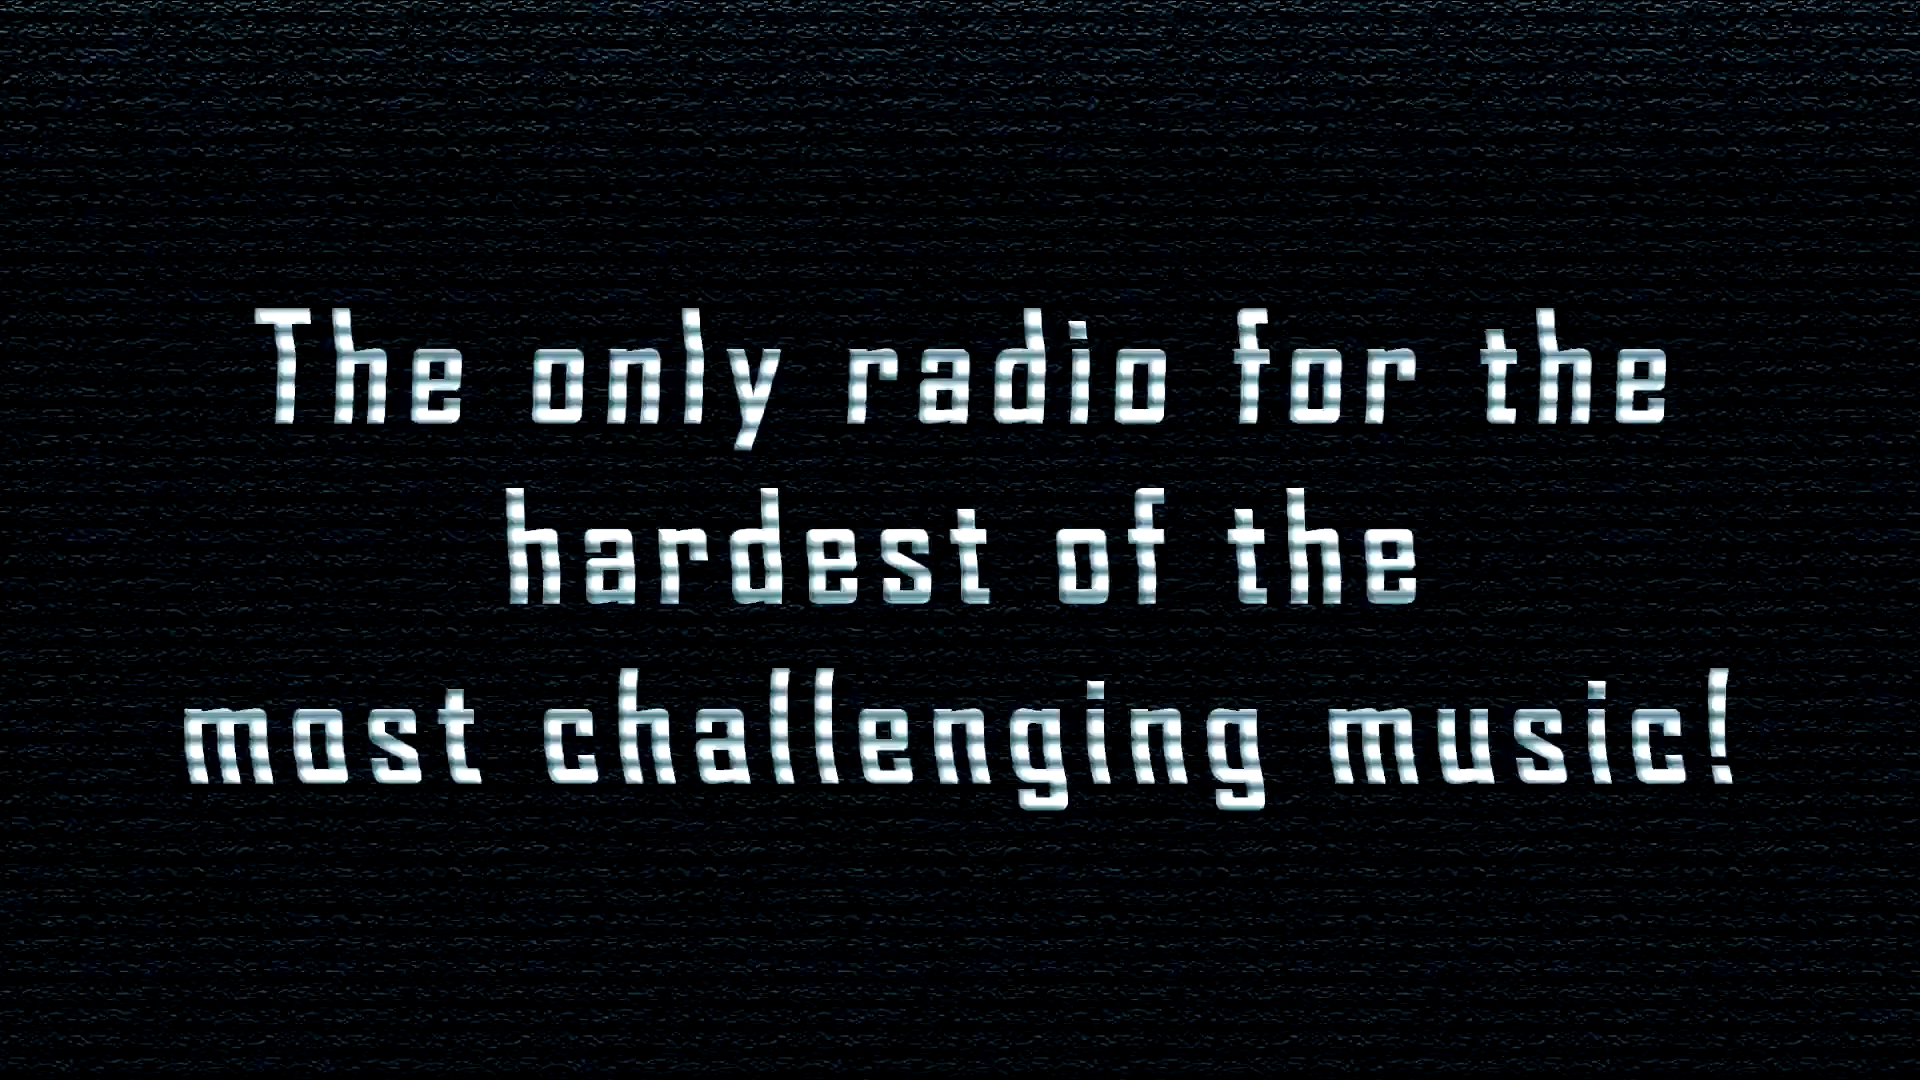 The only radio for the
hardest of the
most challenging music!